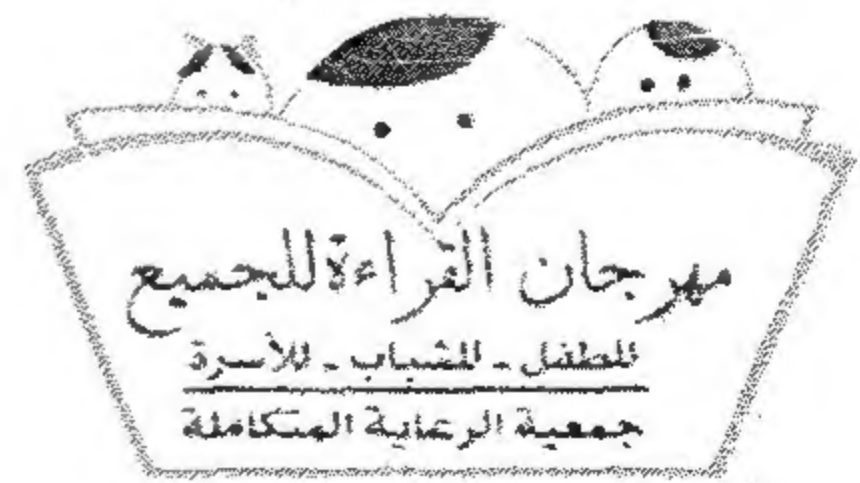 مهرجان القراءة للجميع
للطفل - للشباب - للأسرة
جمعية الرعاية المتكاملة